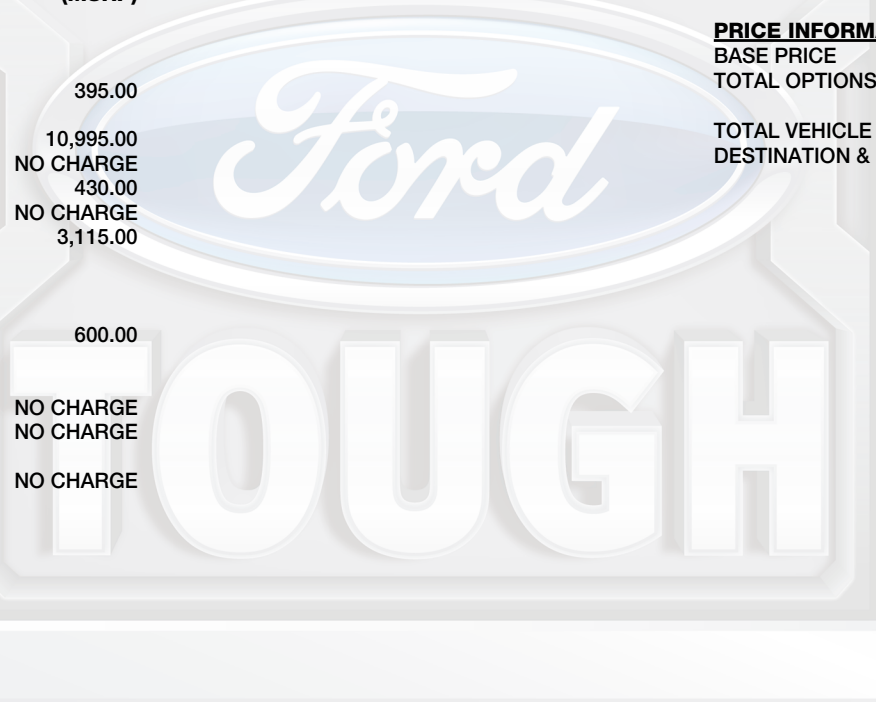 395.00
10,995.00
NO CHARGE
430.00
NO CHARGE
3,115.00
600.00
NO CHARGE
NO CHARGE
NO CHARGE
PRICE INFORM
BASE PRICE
TOTAL OPTIONS
TOTAL VEHICLE
DESTINATION &
Ford
TOUGH